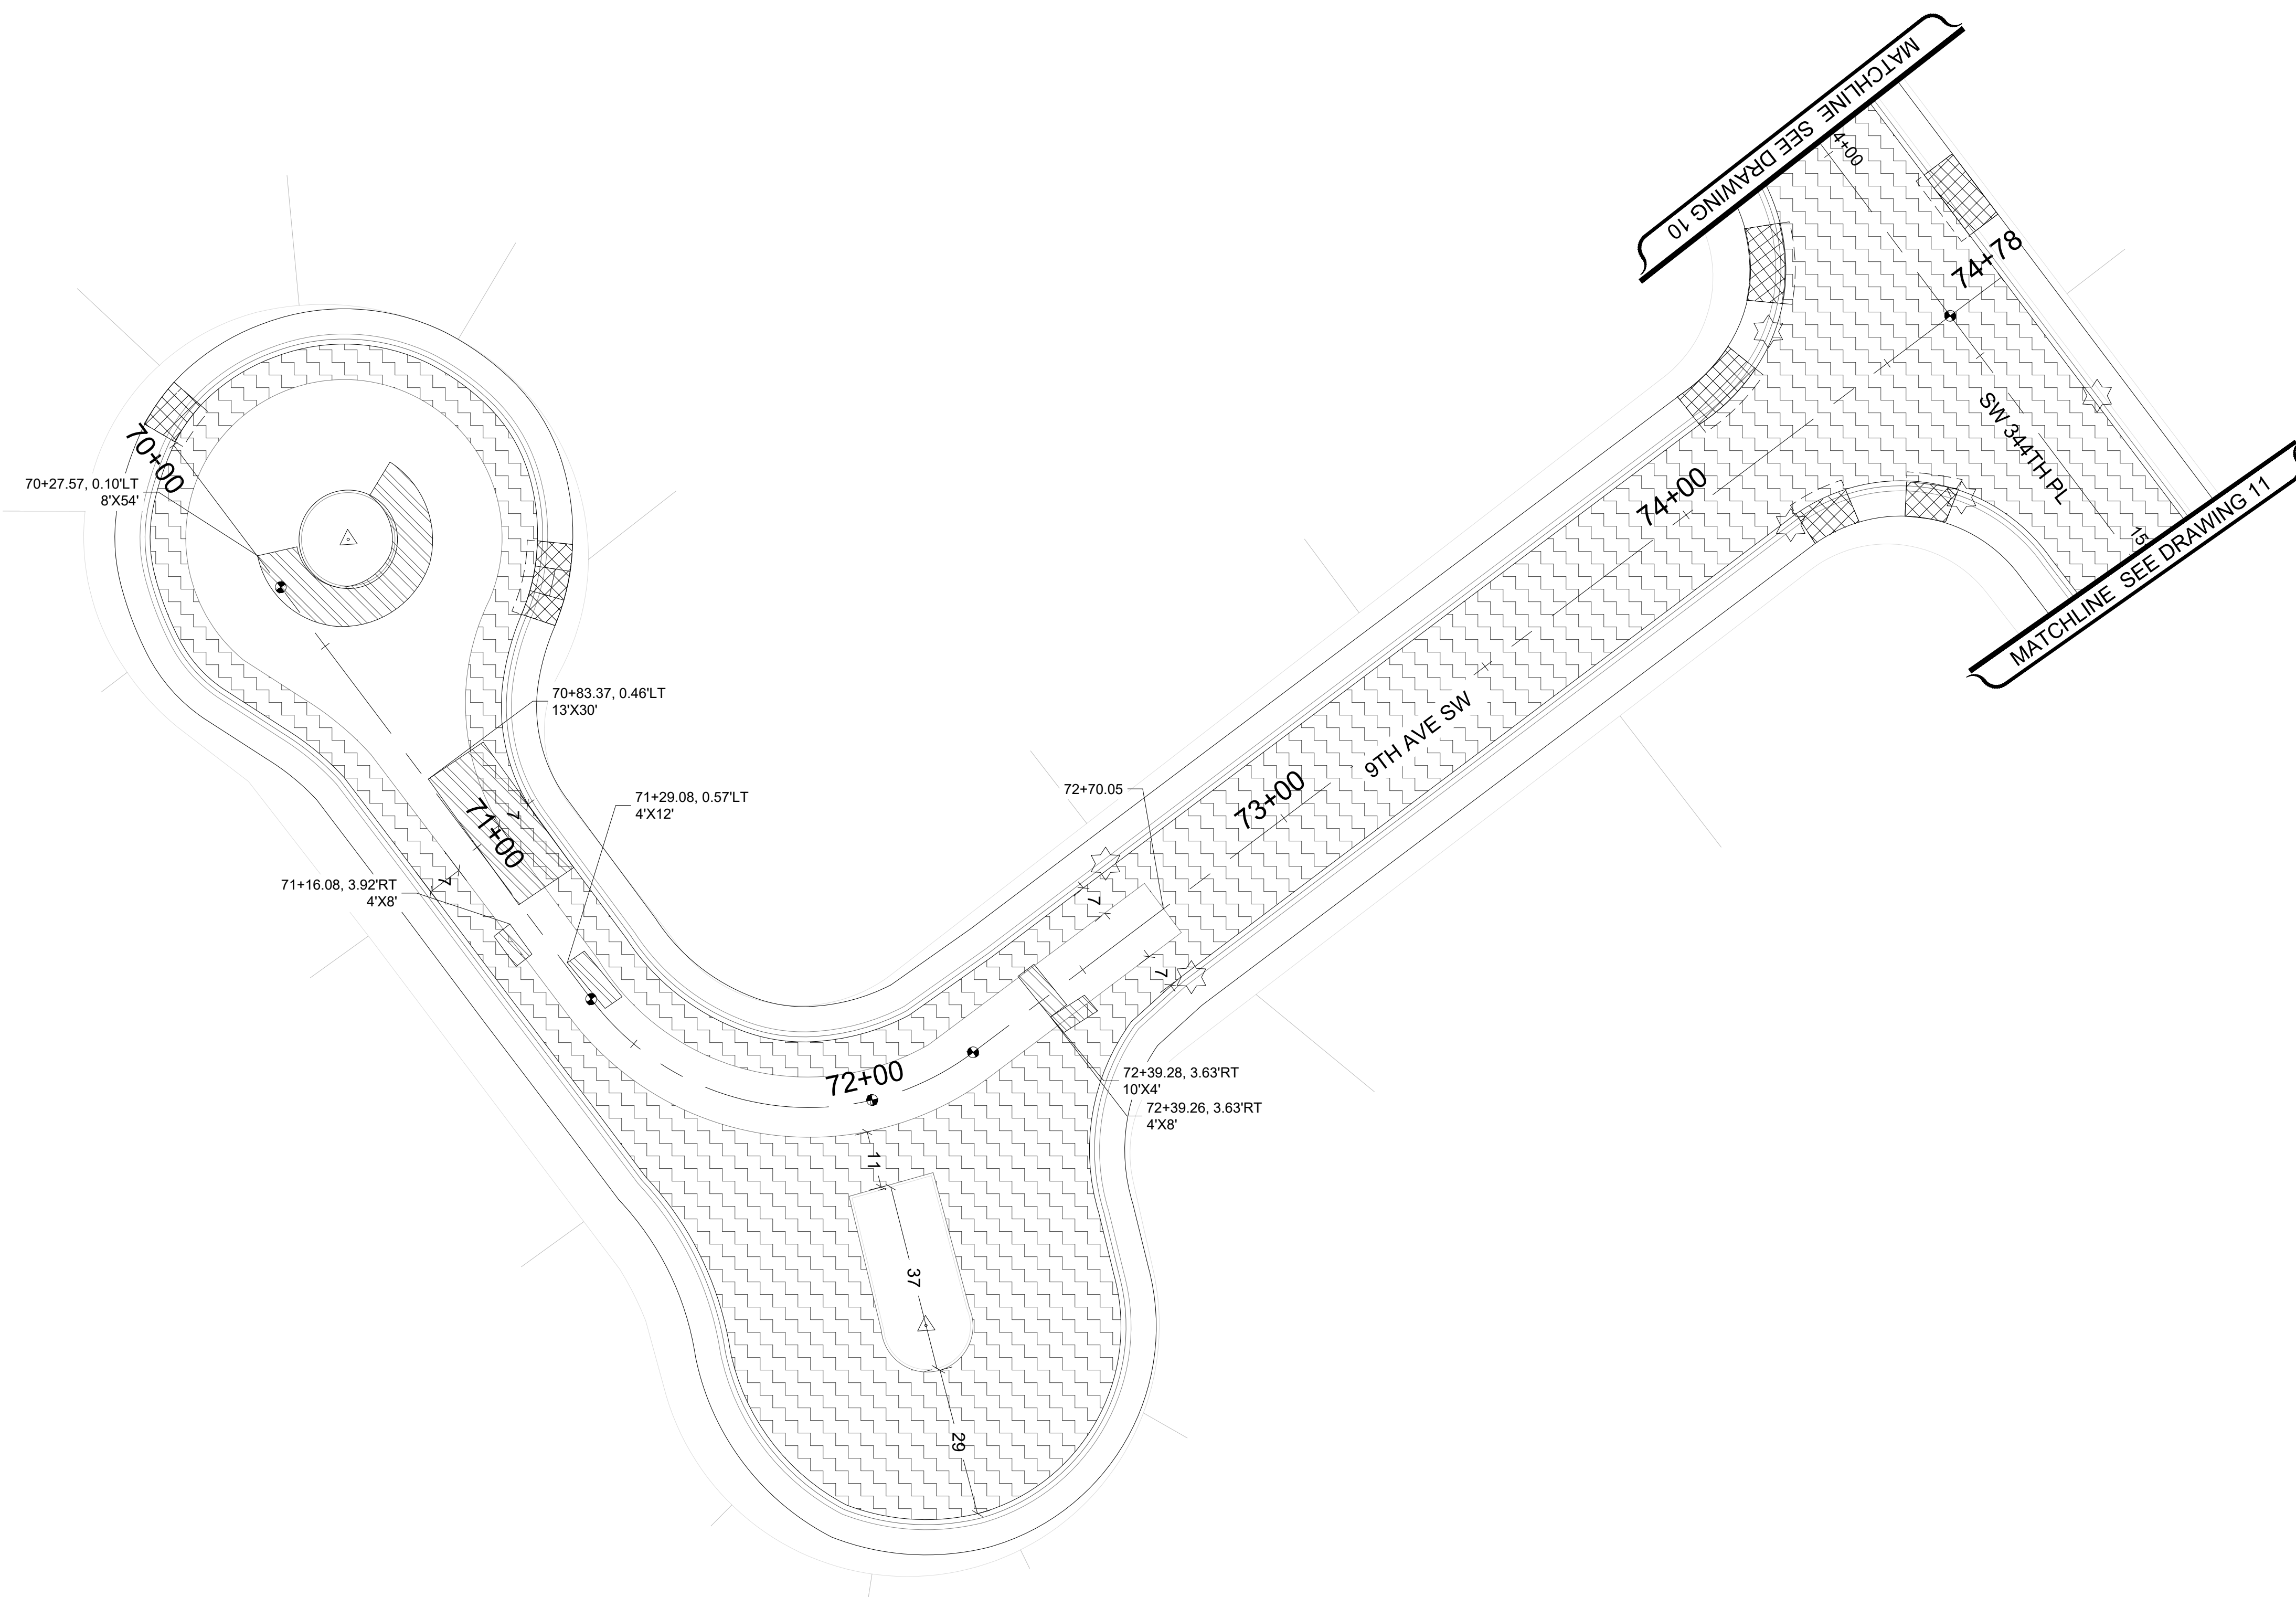 MATCHLINE SEE DRAWING 10
4+00
74+78
SW 344TH PL
15
MATCHLINE SEE DRAWING 11
70+00
70+27.57, 0.10'LT
8'X54'
74+00
70+83.37, 0.46'LT
13'X30'
9TH AVE SW
73+00
72+70.05
71+29.08, 0.57'LT
4'X12'
7
71+00
7
71+16.08, 3.92'RT
4'X8'
7
7
72+00
72+39.28, 3.63'RT
10'X4'
72+39.26, 3.63'RT
4'X8'
11
37
29